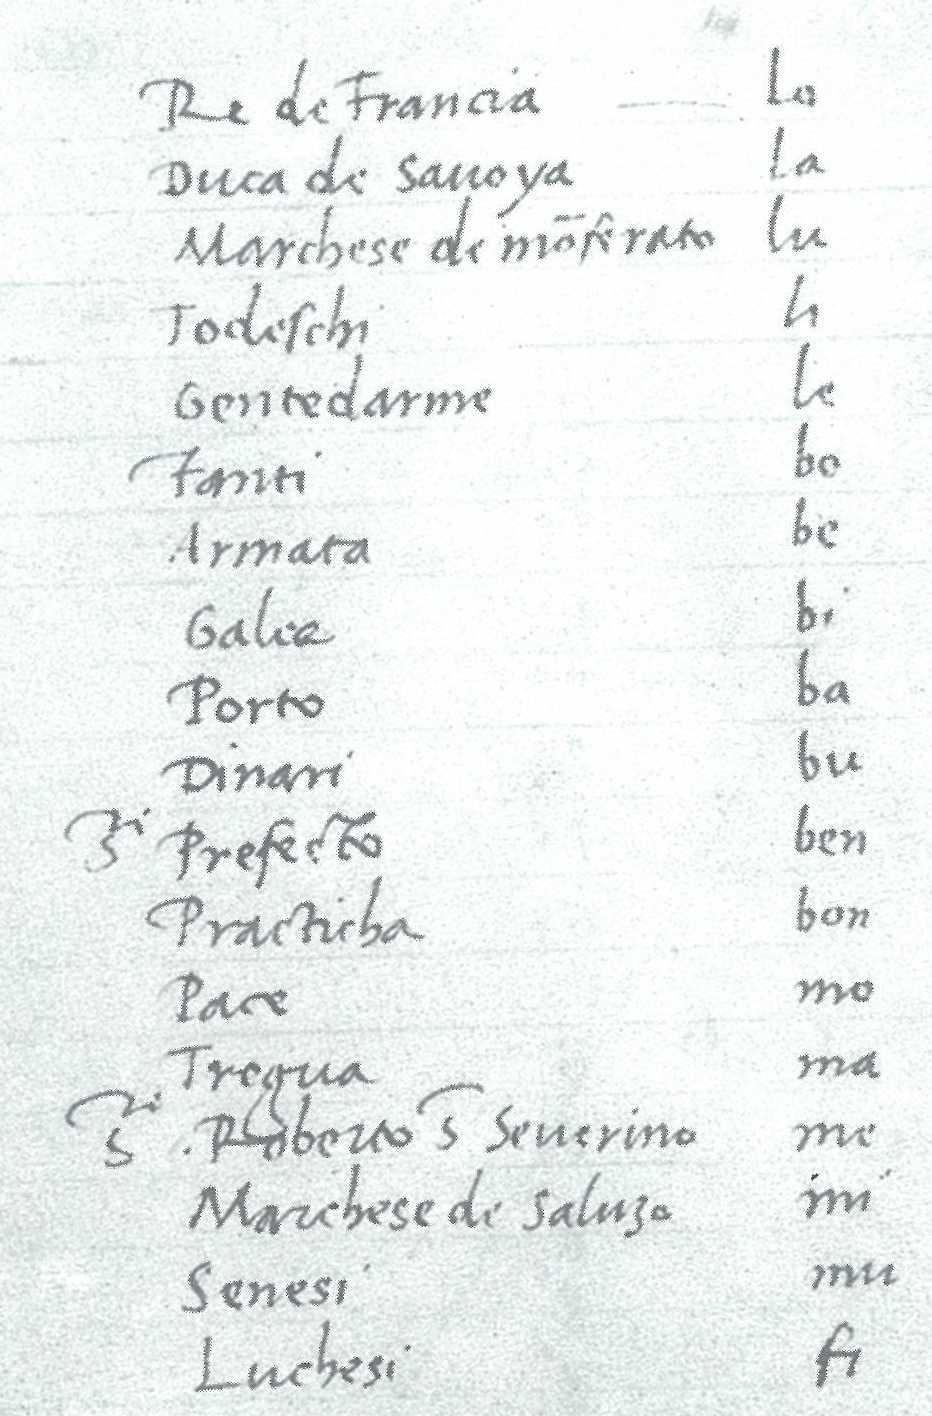 Re de Francia — lo
Duca de Sauoya la
Marchese de mōfērato lu
Todeschi li
Gentedarme le
Fanti bo
Armata be
Galea bi
Porto ba
Dinari bu
Prefecto ben
Practicha bon
Pace mo
Tregua ma
Roberto S Seuerino me
Marchese de Saluzo mi
Senesi mu
Luchesi fi